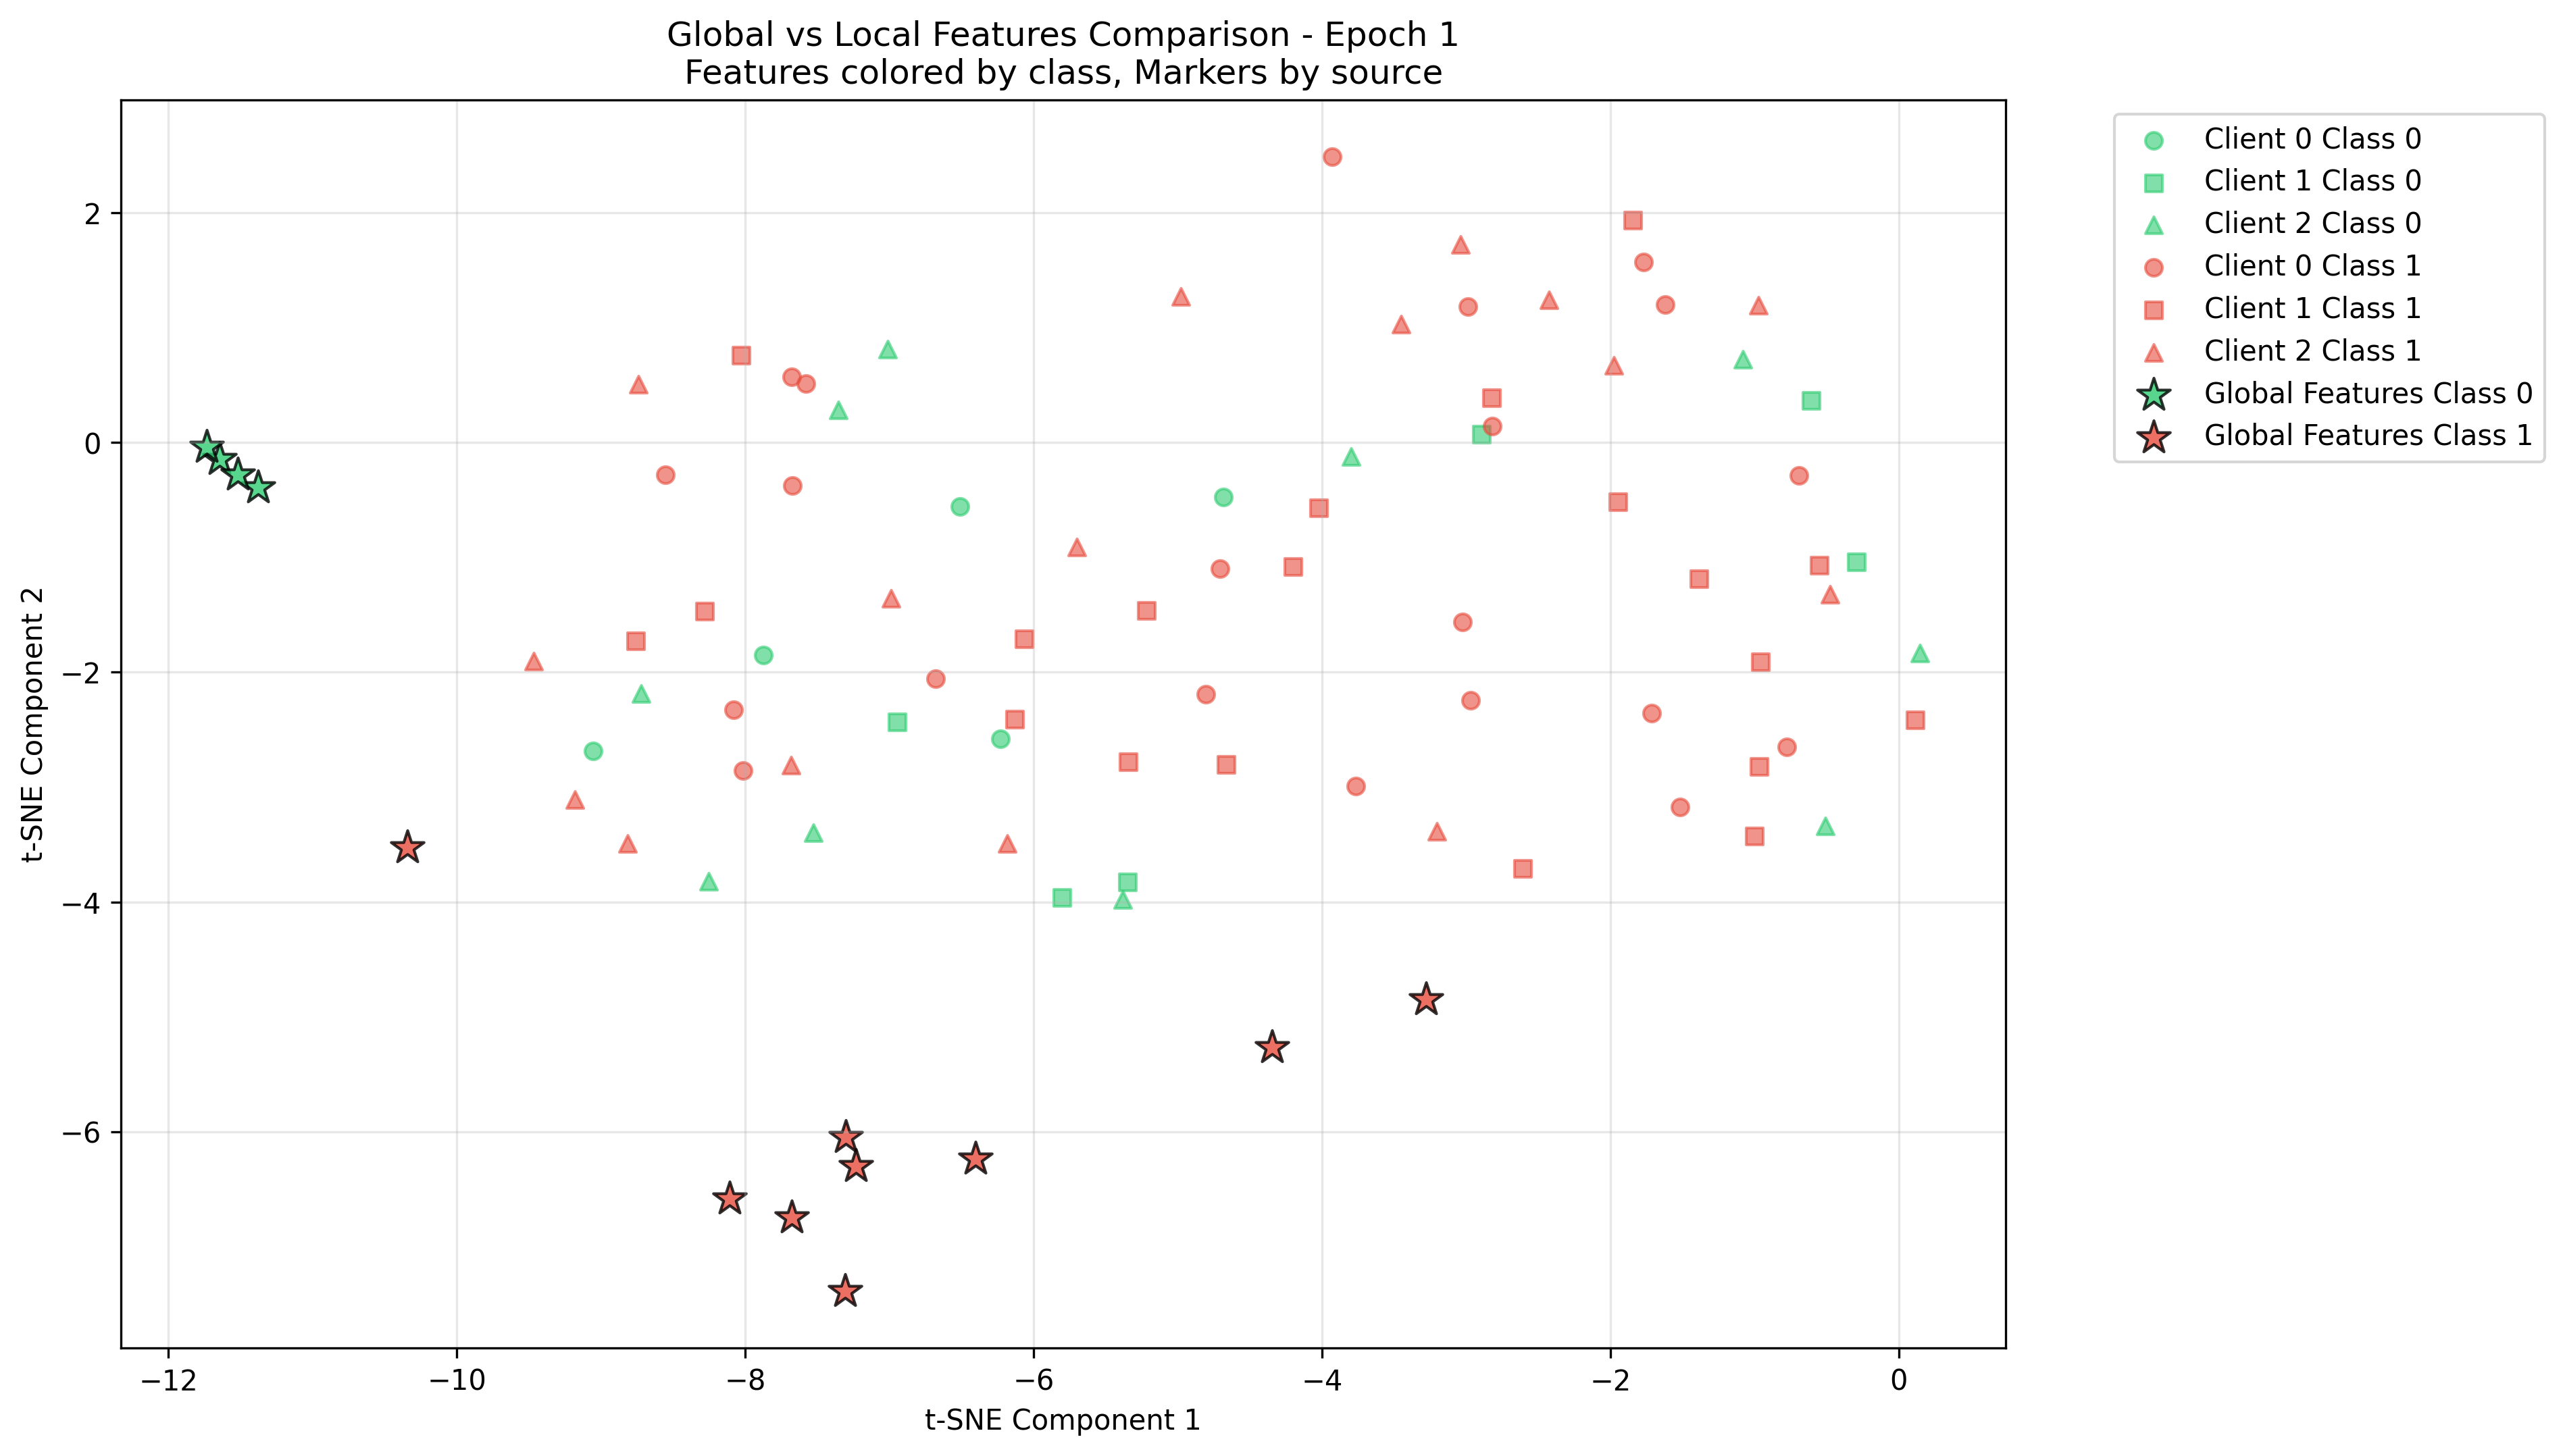 Global vs Local Features Comparison - Epoch 1
Features colored by class, Markers by source
Client 0 Class 0
Client 1 Class 0
Client 2 Class 0
Client 0 Class 1
Client 1 Class 1
Client 2 Class 1
Global Features Class 0
Global Features Class 1
t-SNE Component 2
2
0
−2
−4
−6
−12 −10 −8 −6 −4 −2 0
t-SNE Component 1